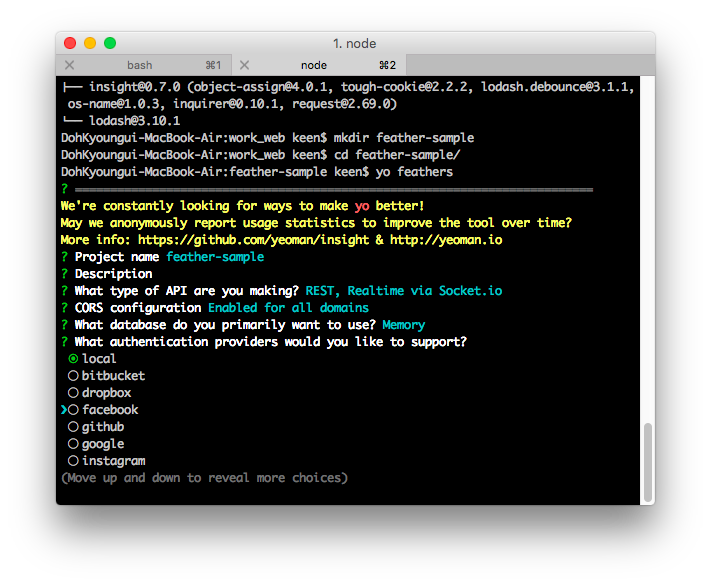 1. node
bash ⌘1 node ⌘2
├── insight@0.7.0 (object-assign@4.0.1, tough-cookie@2.2.2, lodash.debounce@3.1.1,
os-name@1.0.3, inquirer@0.10.1, request@2.69.0)
└── lodash@3.10.1
DohKyoungui-MacBook-Air:work_web keen$ mkdir feather-sample
DohKyoungui-MacBook-Air:work_web keen$ cd feather-sample/
DohKyoungui-MacBook-Air:feather-sample keen$ yo feathers
? ==========================================================================
We're constantly looking for ways to make yo better!
May we anonymously report usage statistics to improve the tool over time?
More info: https://github.com/yeoman/insight & http://yeoman.io
? Project name feather-sample
? Description
? What type of API are you making? REST, Realtime via Socket.io
? CORS configuration Enabled for all domains
? What database do you primarily want to use? Memory
? What authentication providers would you like to support?
◉ local
◯ bitbucket
◯ dropbox
❯◯ facebook
◯ github
◯ google
◯ instagram
(Move up and down to reveal more choices)